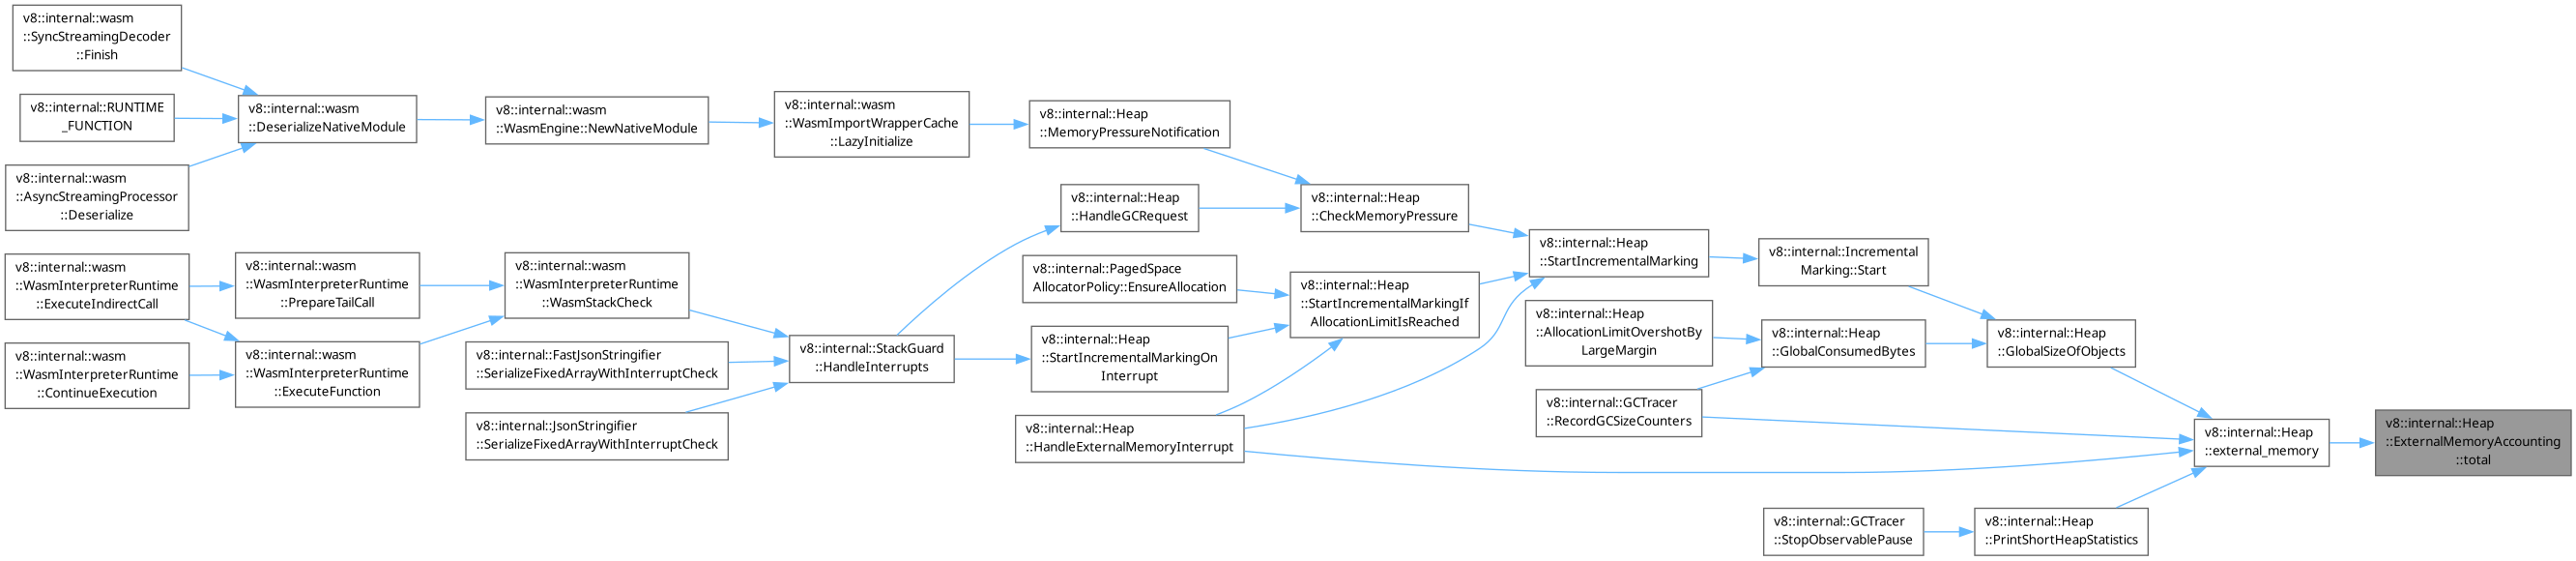 v8::internal::wasm
::SyncStreamingDecoder
::Finish
v8::internal::RUNTIME
_FUNCTION
v8::internal::wasm
::AsyncStreamingProcessor
::Deserialize
v8::internal::wasm
::DeserializeNativeModule
v8::internal::wasm
::WasmEngine::NewNativeModule
v8::internal::wasm
::WasmImportWrapperCache
::LazyInitialize
v8::internal::Heap
::MemoryPressureNotification
v8::internal::Heap
::HandleGCRequest
v8::internal::Heap
::CheckMemoryPressure
v8::internal::wasm
::WasmInterpreterRuntime
::ExecuteIndirectCall
v8::internal::wasm
::WasmInterpreterRuntime
::PrepareTailCall
v8::internal::wasm
::WasmInterpreterRuntime
::WasmStackCheck
v8::internal::PagedSpace
AllocatorPolicy::EnsureAllocation
v8::internal::Heap
::StartIncrementalMarkingIf
AllocationLimitIsReached
v8::internal::Heap
::StartIncrementalMarking
v8::internal::Incremental
Marking::Start
v8::internal::wasm
::WasmInterpreterRuntime
::ContinueExecution
v8::internal::wasm
::WasmInterpreterRuntime
::ExecuteFunction
v8::internal::FastJsonStringifier
::SerializeFixedArrayWithInterruptCheck
v8::internal::JsonStringifier
::SerializeFixedArrayWithInterruptCheck
v8::internal::StackGuard
::HandleInterrupts
v8::internal::Heap
::StartIncrementalMarkingOn
Interrupt
v8::internal::Heap
::HandleExternalMemoryInterrupt
v8::internal::Heap
::AllocationLimitOvershotBy
LargeMargin
v8::internal::GCTracer
::RecordGCSizeCounters
v8::internal::Heap
::GlobalConsumedBytes
v8::internal::Heap
::GlobalSizeOfObjects
v8::internal::GCTracer
::StopObservablePause
v8::internal::Heap
::PrintShortHeapStatistics
v8::internal::Heap
::external_memory
v8::internal::Heap
::ExternalMemoryAccounting
::total